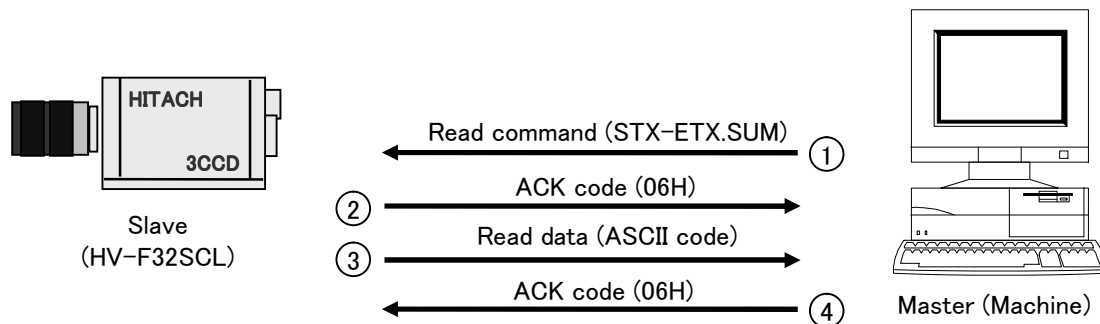 HITACH
3CCD
Slave
(HV-F32SCL)
Read command (STX-ETX.SUM)
①
ACK code (06H)
②
Read data (ASCII code)
③
ACK code (06H)
④
Master (Machine)